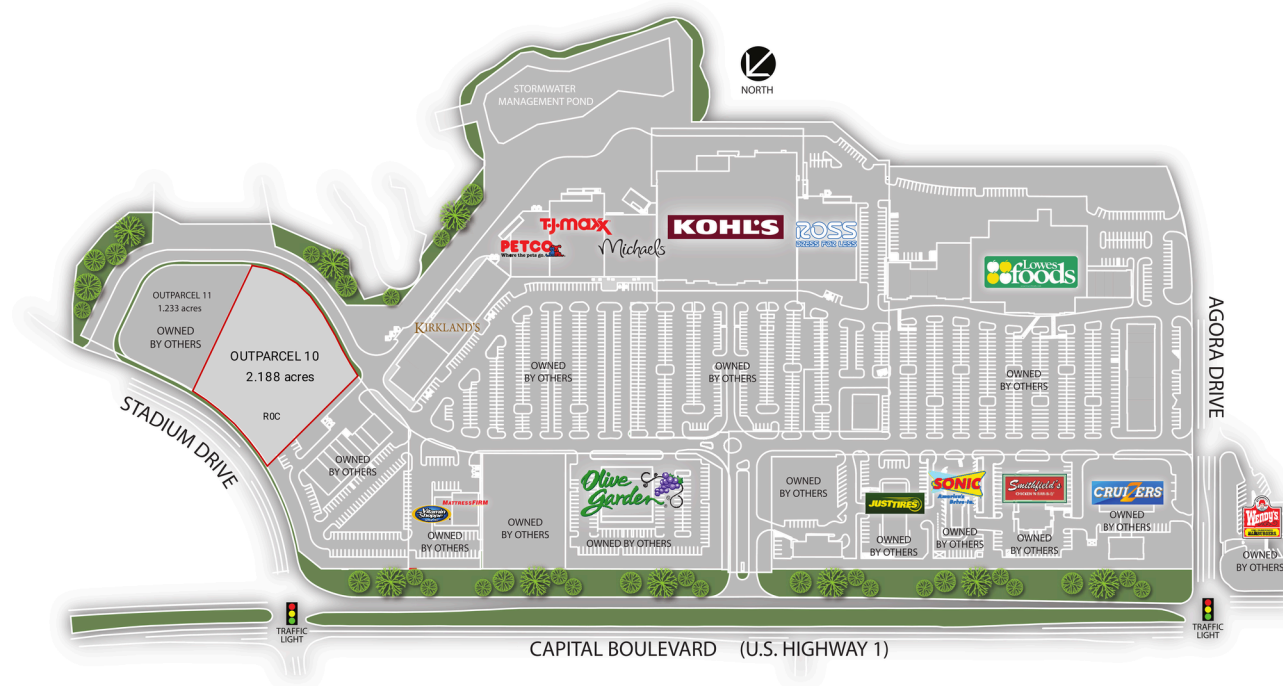 STORMWATER
MANAGEMENT POND
NORTH
T·J·maxx
PETCO
Where the pets go.
Michaels
KOHL'S
ROSS
DRESS FOR LESS
Lowes
foods
KIRKLAND'S
OUTPARCEL 11
1.233 acres
OWNED
BY OTHERS
OUTPARCEL 10
2.188 acres
R0C
OWNED
BY OTHERS
OWNED
BY OTHERS
OWNED
BY OTHERS
AGORA DRIVE
STADIUM DRIVE
OWNED
BY OTHERS
MATTRESSFIRM
the
Vitamin
Shoppe
OWNED
BY OTHERS
OWNED
BY OTHERS
Olive
Garden
OWNED BY OTHERS
OWNED
BY OTHERS
JUSTTIRES
OWNED
BY OTHERS
SONIC
America's
Drive-In.
OWNED
BY OTHERS
Smithfield's
CHICKEN 'N BAR-B-Q
OWNED
BY OTHERS
CRUIZERS
OWNED
BY OTHERS
Wendy's
HAMBURGERS
OWNED
BY OTHERS
TRAFFIC
LIGHT
TRAFFIC
LIGHT
CAPITAL BOULEVARD (U.S. HIGHWAY 1)